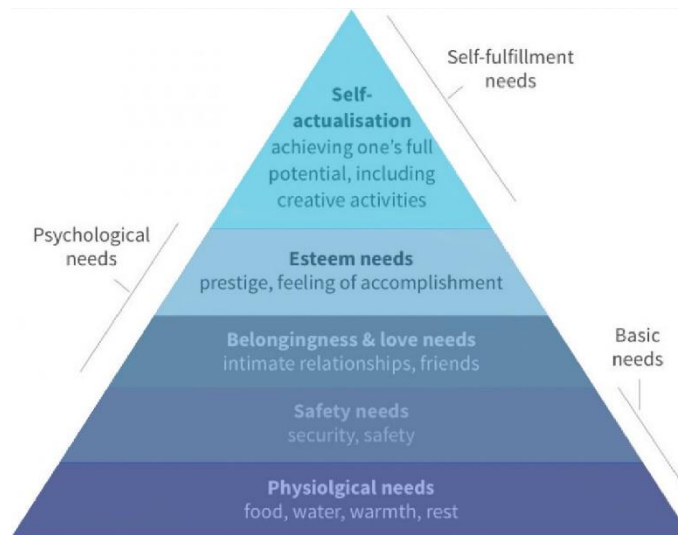 Self-fulfillment
needs
Self-
actualisation
achieving one's full
potential, including
creative activities
Psychological
needs
Esteem needs
prestige, feeling of accomplishment
Belongingness & love needs
intimate relationships, friends
Basic
needs
Safety needs
security, safety
Physiolgical needs
food, water, warmth, rest